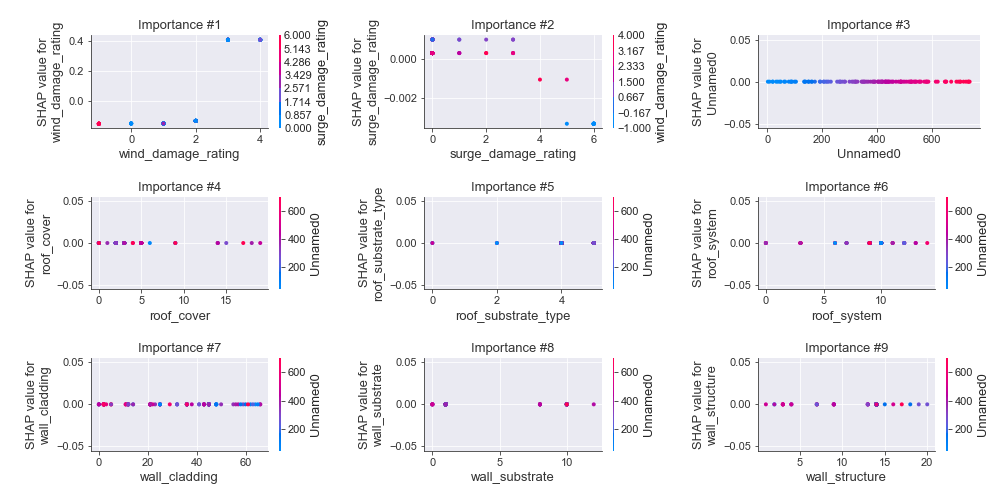 Importance #1
SHAP value for
wind_damage_rating
0.4
0.2
0.0
0
2
4
wind_damage_rating
6.000
5.143
4.286
3.429
2.571
1.714
0.857
0.000
surge_damage_rating
Importance #2
SHAP value for
surge_damage_rating
0.000
−0.002
0
1
2
3
4
5
6
surge_damage_rating
4.000
3.167
2.333
1.500
0.667
−0.167
−1.000
wind_damage_rating
Importance #3
SHAP value for
Unnamed0
0.05
0.00
−0.05
0
200
400
600
Unnamed0
Importance #4
SHAP value for
roof_cover
0.05
0.00
−0.05
0
5
10
15
roof_cover
600
400
200
Unnamed0
Importance #5
SHAP value for
roof_substrate_type
0.05
0.00
−0.05
0
2
4
roof_substrate_type
600
400
200
Unnamed0
Importance #6
SHAP value for
roof_system
0.05
0.00
−0.05
0
5
10
roof_system
600
400
200
Unnamed0
Importance #7
SHAP value for
wall_cladding
0.05
0.00
−0.05
0
20
40
60
wall_cladding
600
400
200
Unnamed0
Importance #8
SHAP value for
wall_substrate
0.05
0.00
−0.05
0
5
10
wall_substrate
600
400
200
Unnamed0
Importance #9
SHAP value for
wall_structure
0.05
0.00
−0.05
5
10
15
20
wall_structure
600
400
200
Unnamed0